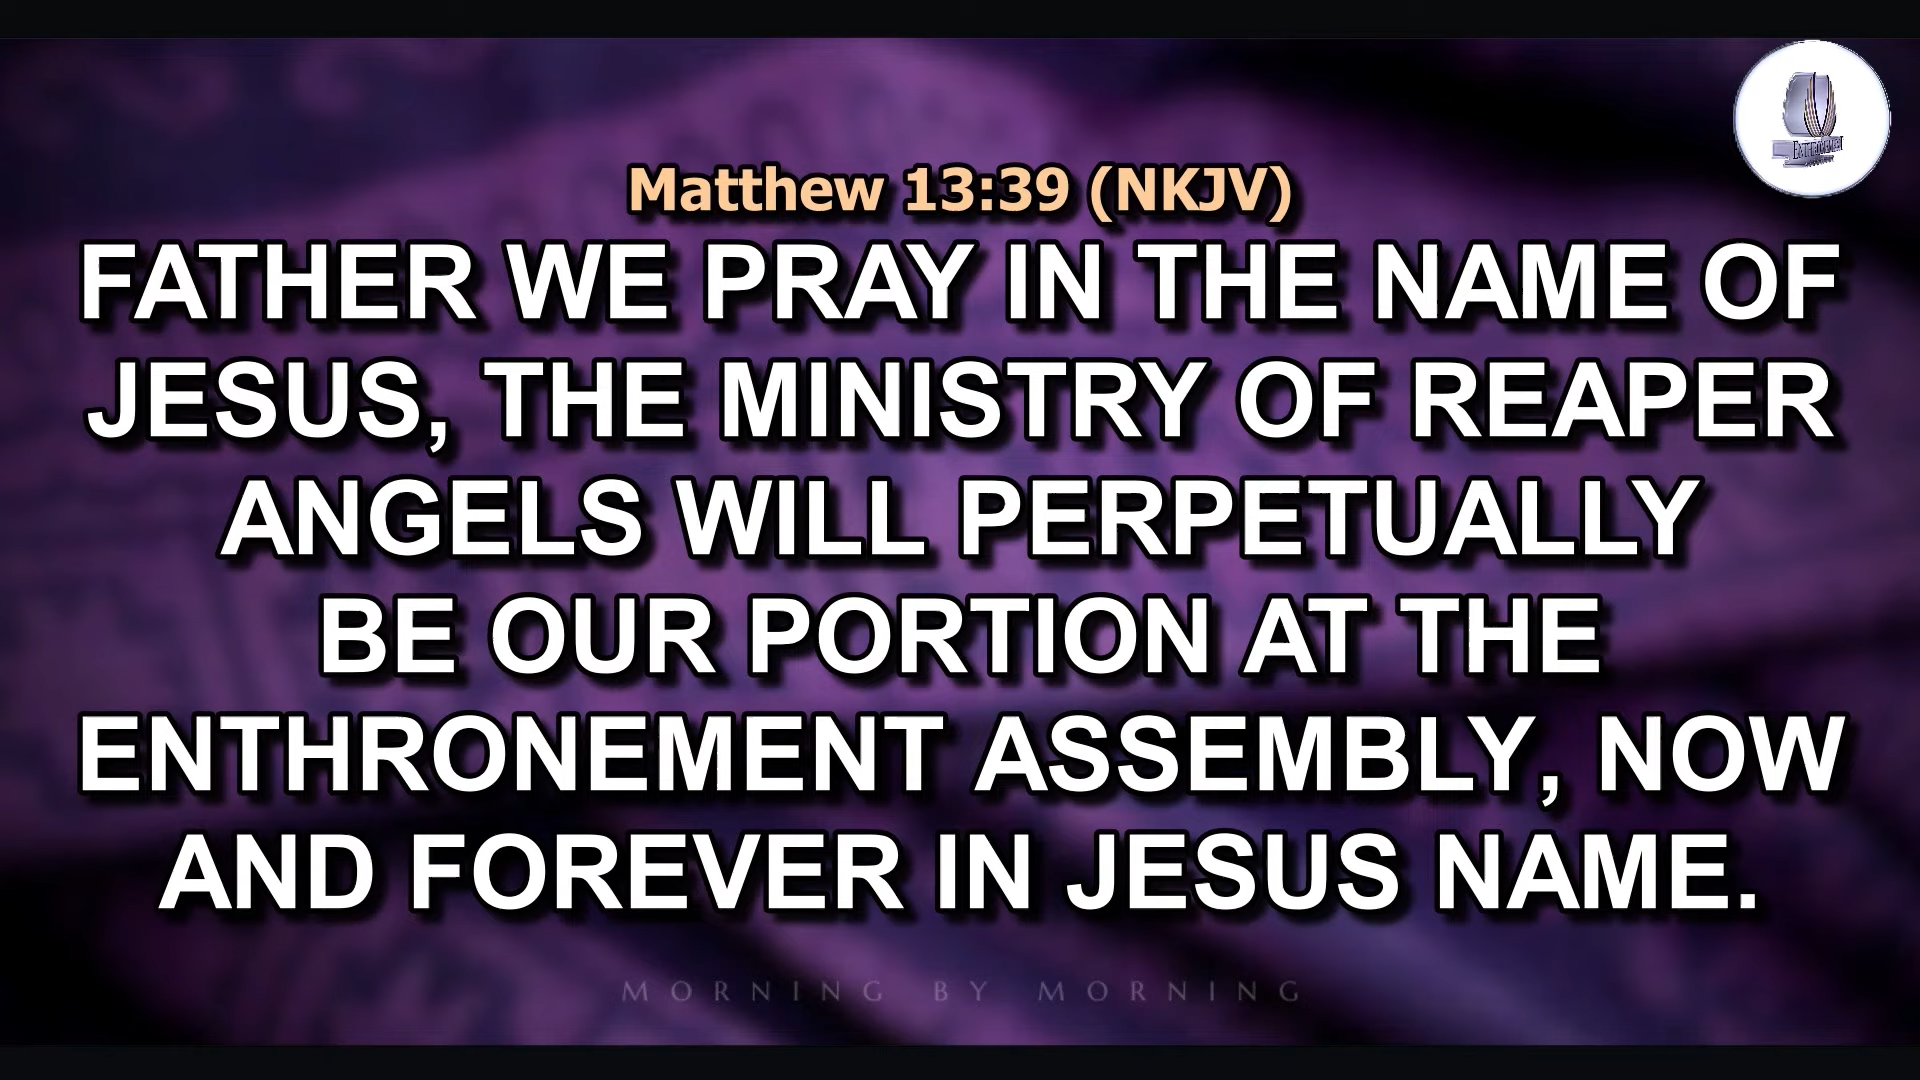 Matthew 13:39 (NKJV)
FATHER WE PRAY IN THE NAME OF
JESUS, THE MINISTRY OF REAPER
ANGELS WILL PERPETUALLY
BE OUR PORTION AT THE
ENTHRONEMENT ASSEMBLY, NOW
AND FOREVER IN JESUS NAME.
MORNING BY MORNING